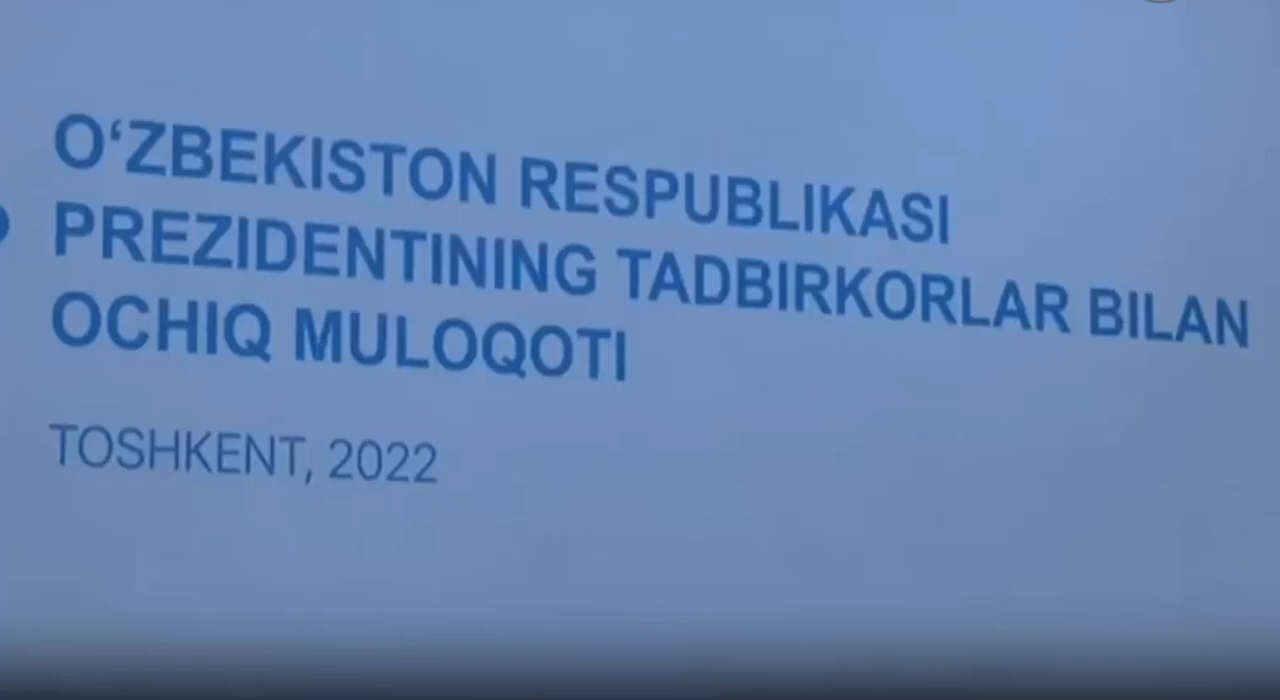 O‘ZBEKISTON RESPUBLIKASI
PREZIDENTINING TADBIRKORLAR BILAN
OCHIQ MULOQOTI
TOSHKENT, 2022